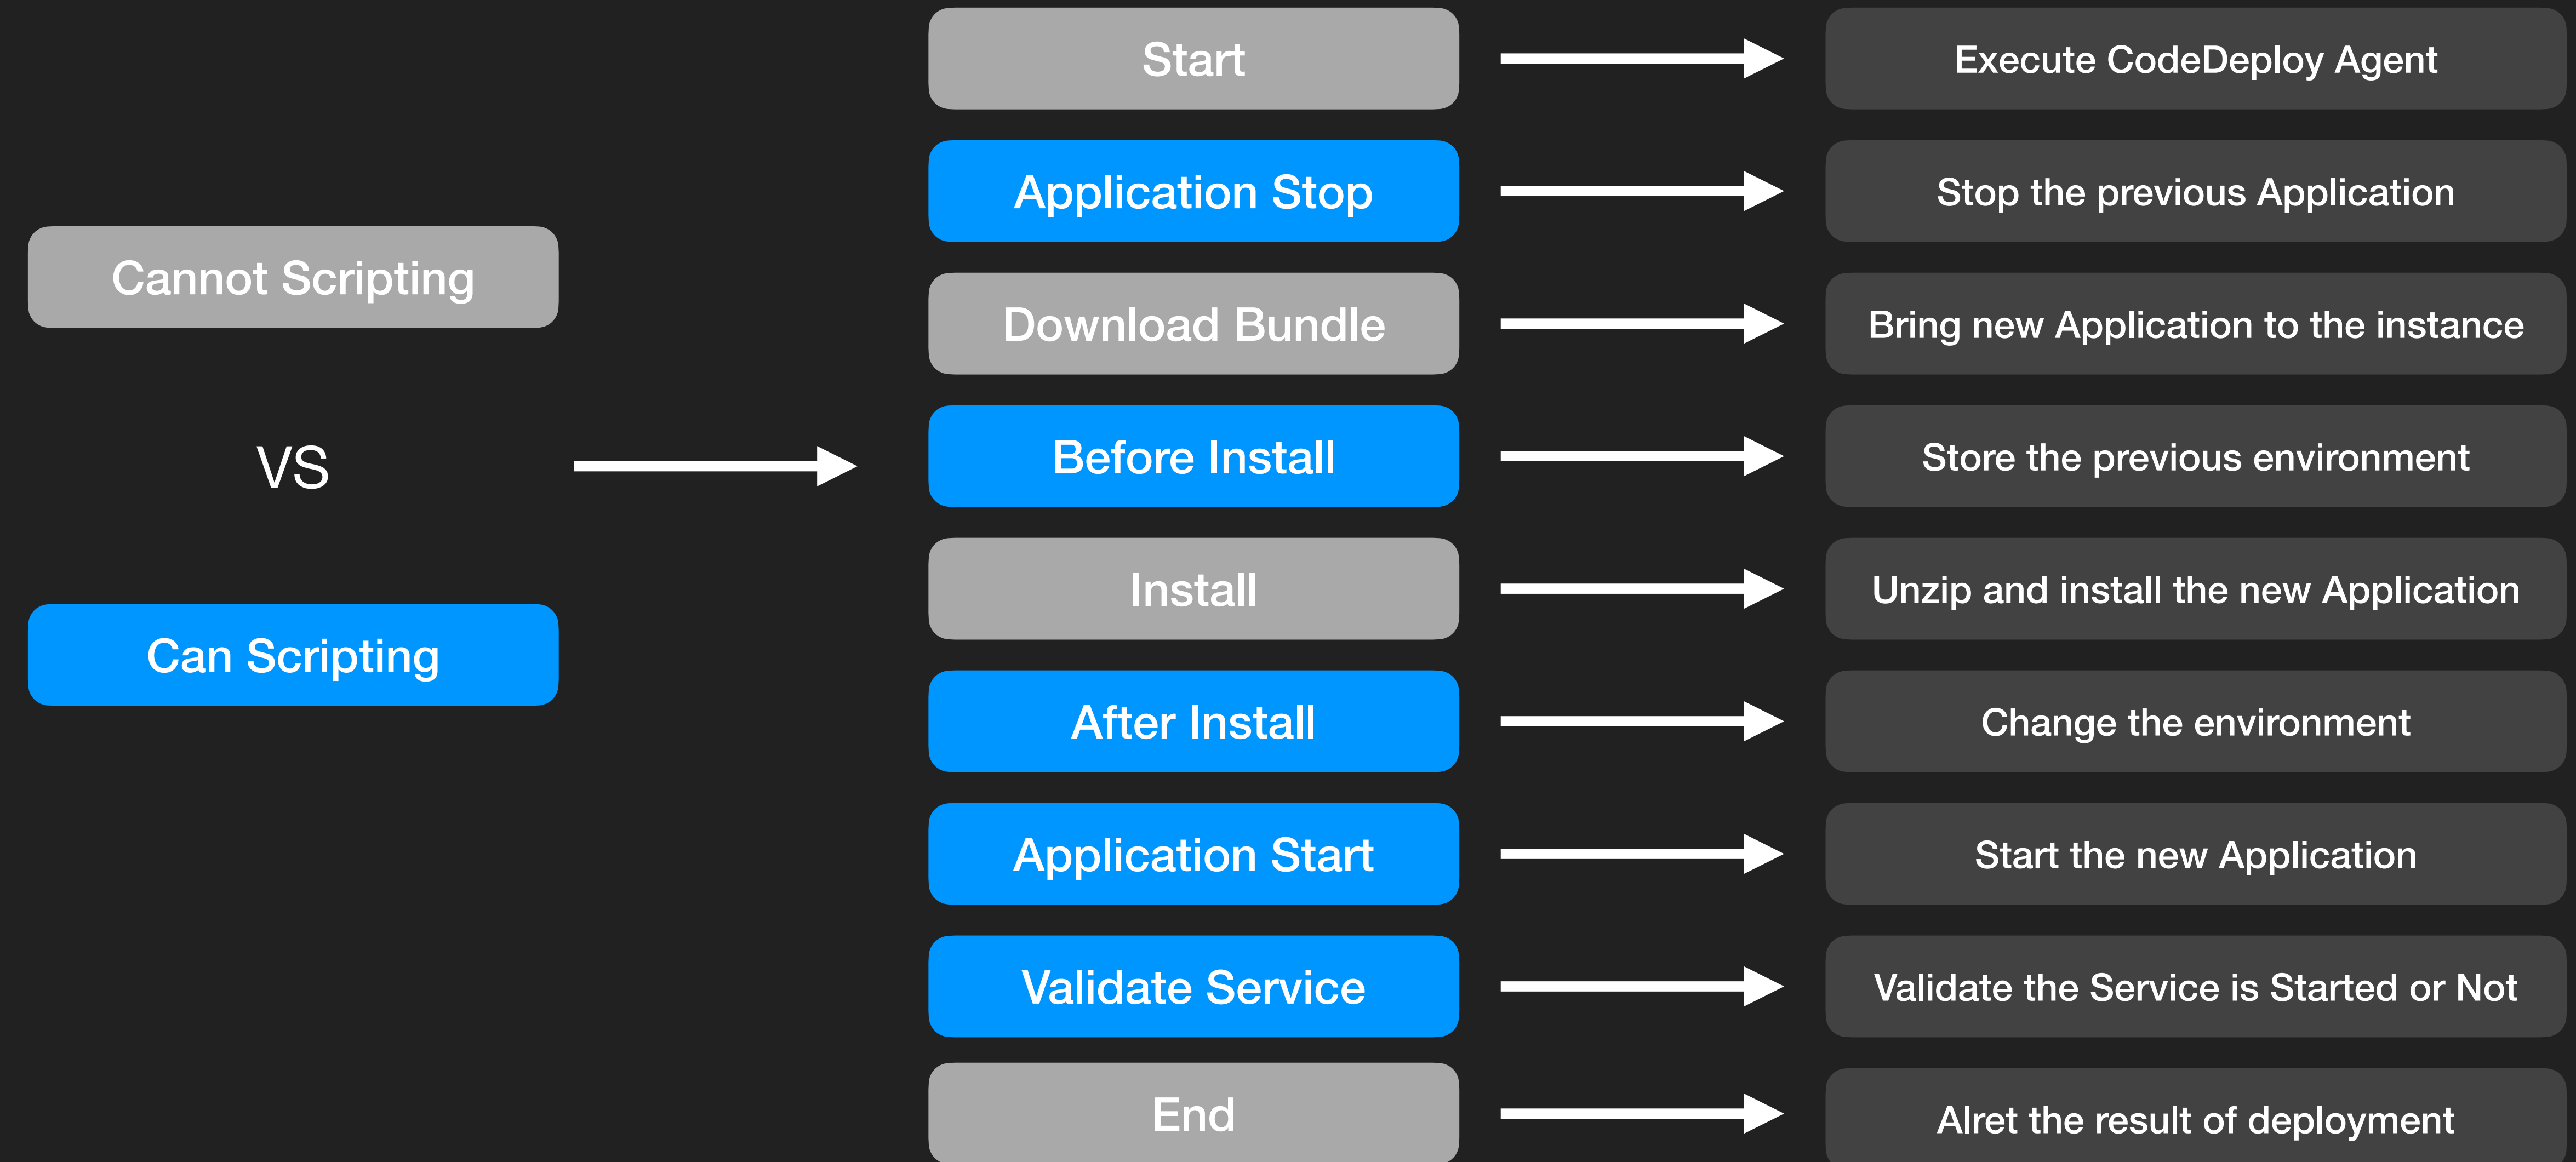 Cannot Scripting
VS
Can Scripting
Start
Execute CodeDeploy Agent
Application Stop
Stop the previous Application
Download Bundle
Bring new Application to the instance
Before Install
Store the previous environment
Install
Unzip and install the new Application
After Install
Change the environment
Application Start
Start the new Application
Validate Service
Validate the Service is Started or Not
End
Alret the result of deployment